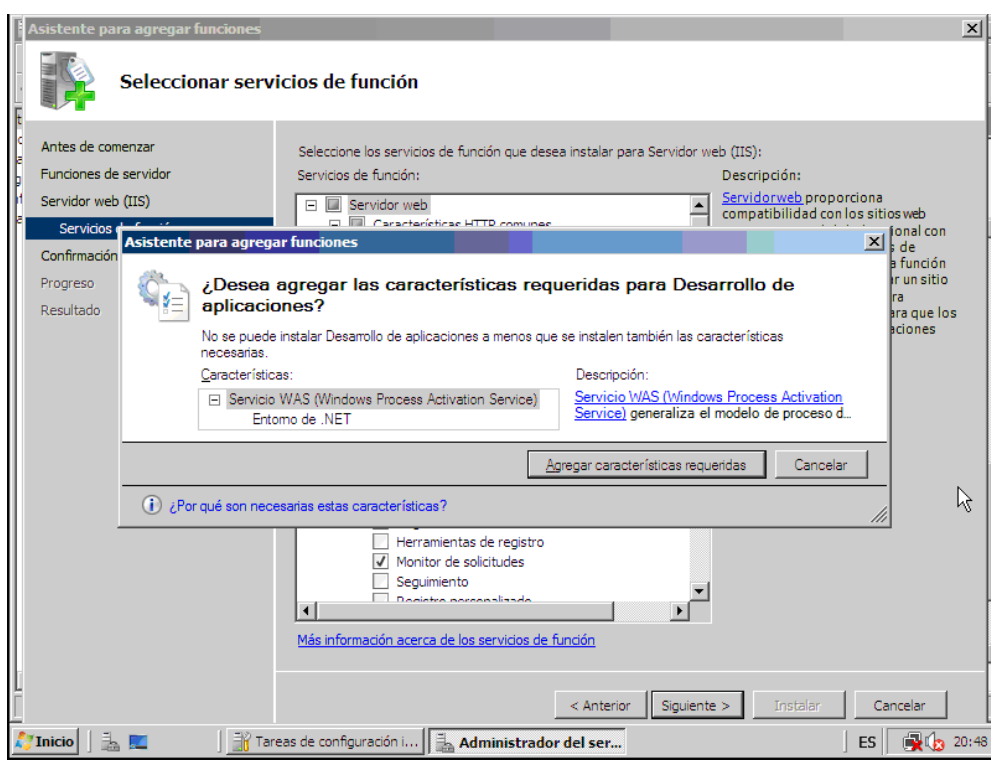 Asistente para agregar funciones
Seleccionar servicios de función
Antes de comenzar
Funciones de servidor
Servidor web (IIS)
Servicios
Confirmación
Progreso
Resultado
Seleccione los servicios de función que desea instalar para Servidor web (IIS):
Servicios de función:
Servidor web
Características HTTP comunes
Descripción:
Servidorweb proporciona
compatibilidad con los sitios web
ional con
de
función
un sitio
ara que los
aciones
Asistente para agregar funciones
¿Desea agregar las características requeridas para Desarrollo de
aplicaciones?
No se puede instalar Desarrollo de aplicaciones a menos que se instalen también las características
necesarias.
Características:
Servicio WAS (Windows Process Activation Service)
Entorno de .NET
Descripción:
Servicio WAS (Windows Process Activation
Service) generaliza el modelo de proceso d...
Agregar características requeridas
Cancelar
¿Por qué son necesarias estas características?
Herramientas de registro
Monitor de solicitudes
Seguimiento
Registro personalizado
Más información acerca de los servicios de función
< Anterior
Siguiente >
Instalar
Cancelar
Inicio
Tareas de configuración i...
Administrador del ser...
ES
20:48